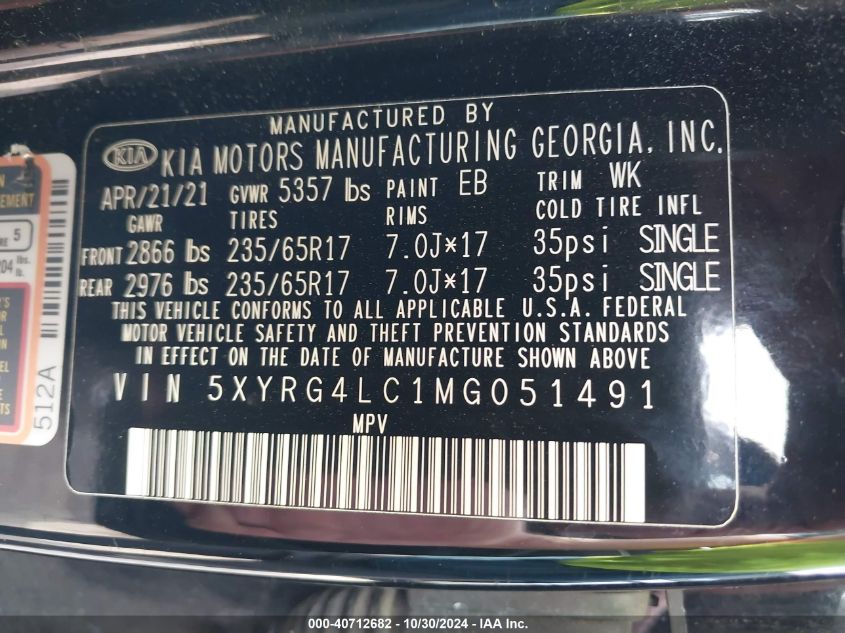 MANUFACTURED BY
KIA KIA MOTORS MANUFACTURING GEORGIA, INC.
APR/21/21 GVWR 5357 lbs PAINT EB TRIM WK
GAWR TIRES RIMS COLD TIRE INFL
FRONT 2866 lbs 235/65R17 7.0J*17 35psi SINGLE
REAR 2976 lbs 235/65R17 7.0J*17 35psi SINGLE
THIS VEHICLE CONFORMS TO ALL APPLICABLE U.S.A. FEDERAL
MOTOR VEHICLE SAFETY AND THEFT PREVENTION STANDARDS
IN EFFECT ON THE DATE OF MANUFACTURE SHOWN ABOVE
VIN 5XYRG4LC1MG051491
MPV
5
lbs.
512A
000-40712682 - 10/30/2024 - IAA Inc.